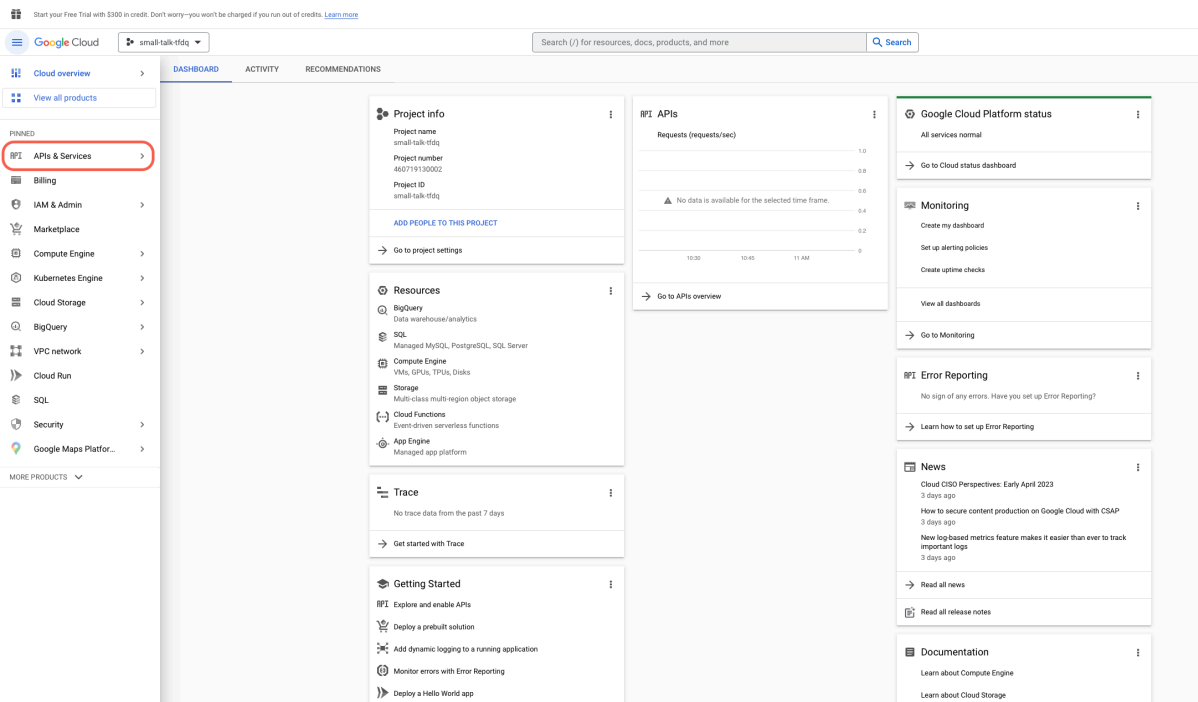 Start your Free Trial with $300 in credit. Don't worry—you won't be charged if you run out of credits. Learn more
Google Cloud
small-talk-tfdq
Search (/) for resources, docs, products, and more
Search
Cloud overview
View all products
PINNED
API APIs & Services
Billing
IAM & Admin
Marketplace
Compute Engine
Kubernetes Engine
Cloud Storage
BigQuery
VPC network
Cloud Run
SQL
Security
Google Maps Platfor...
MORE PRODUCTS
DASHBOARD
ACTIVITY
RECOMMENDATIONS
Project info
Project name
small-talk-tfdq
Project number
460719130002
Project ID
small-talk-tfdq
ADD PEOPLE TO THIS PROJECT
Go to project settings
Resources
BigQuery
Data warehouse/analytics
SQL
Managed MySQL, PostgreSQL, SQL Server
Compute Engine
VMs, GPUs, TPUs, Disks
Storage
Multi-class multi-region object storage
Cloud Functions
Event-driven serverless functions
App Engine
Managed app platform
Trace
No trace data from the past 7 days
Get started with Trace
Getting Started
API Explore and enable APIs
Deploy a prebuilt solution
Add dynamic logging to a running application
Monitor errors with Error Reporting
Deploy a Hello World app
API APIs
Requests (requests/sec)
1.0
0.8
0.6
No data is available for the selected time frame.
0.4
0.2
0
10:30
10:45
11 AM
Go to APIs overview
Google Cloud Platform status
All services normal
Go to Cloud status dashboard
Monitoring
Create my dashboard
Set up alerting policies
Create uptime checks
View all dashboards
Go to Monitoring
API Error Reporting
No sign of any errors. Have you set up Error Reporting?
Learn how to set up Error Reporting
News
Cloud CISO Perspectives: Early April 2023
3 days ago
How to secure content production on Google Cloud with CSAP
3 days ago
New log-based metrics feature makes it easier than ever to track
important logs
3 days ago
Read all news
Read all release notes
Documentation
Learn about Compute Engine
Learn about Cloud Storage